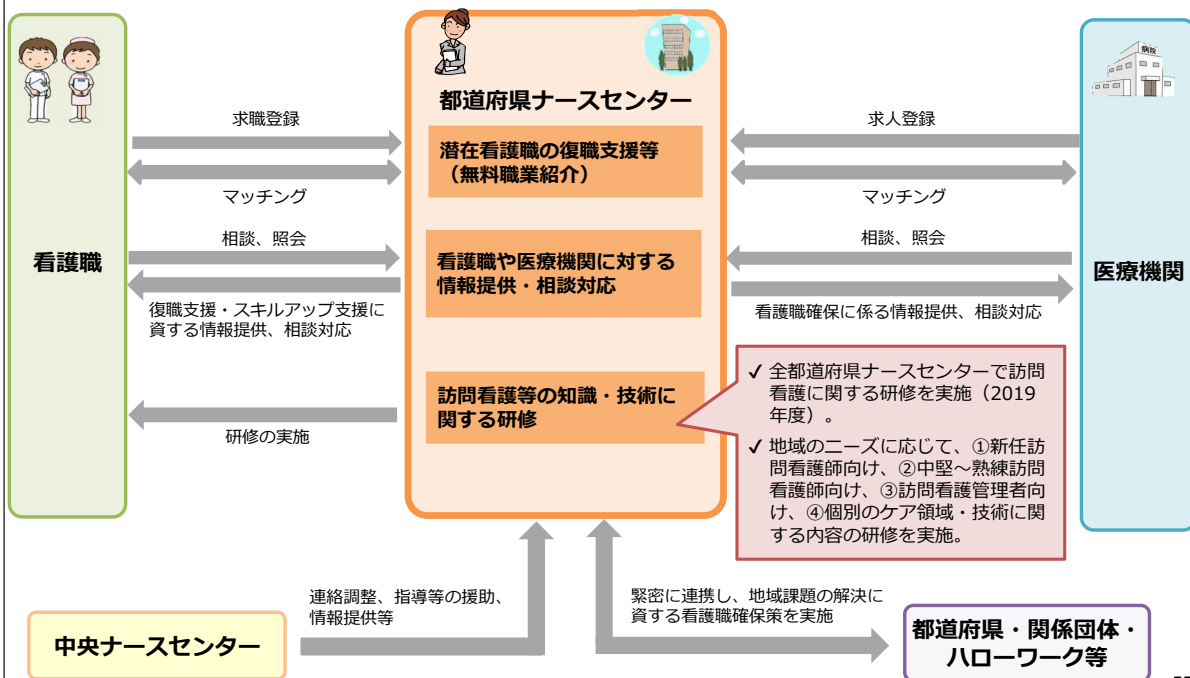 病院
都道府県ナースセンター
求職登録
求人登録
潜在看護職の復職支援等
（無料職業紹介）
マッチング
マッチング
相談、照会
相談、照会
看護職
看護職や医療機関に対する
情報提供・相談対応
医療機関
復職支援・スキルアップ支援に
資する情報提供、相談対応
看護職確保に係る情報提供、相談対応
訪問看護等の知識・技術に
関する研修
研修の実施
✓ 全都道府県ナースセンターで訪問
看護に関する研修を実施（2019
年度）。
✓ 地域のニーズに応じて、①新任訪
問看護師向け、②中堅～熟練訪問
看護師向け、③訪問看護管理者向
け、④個別のケア領域・技術に関
する内容の研修を実施。
連絡調整、指導等の援助、
情報提供等
緊密に連携し、地域課題の解決に
資する看護職確保策を実施
中央ナースセンター
都道府県・関係団体・
ハローワーク等